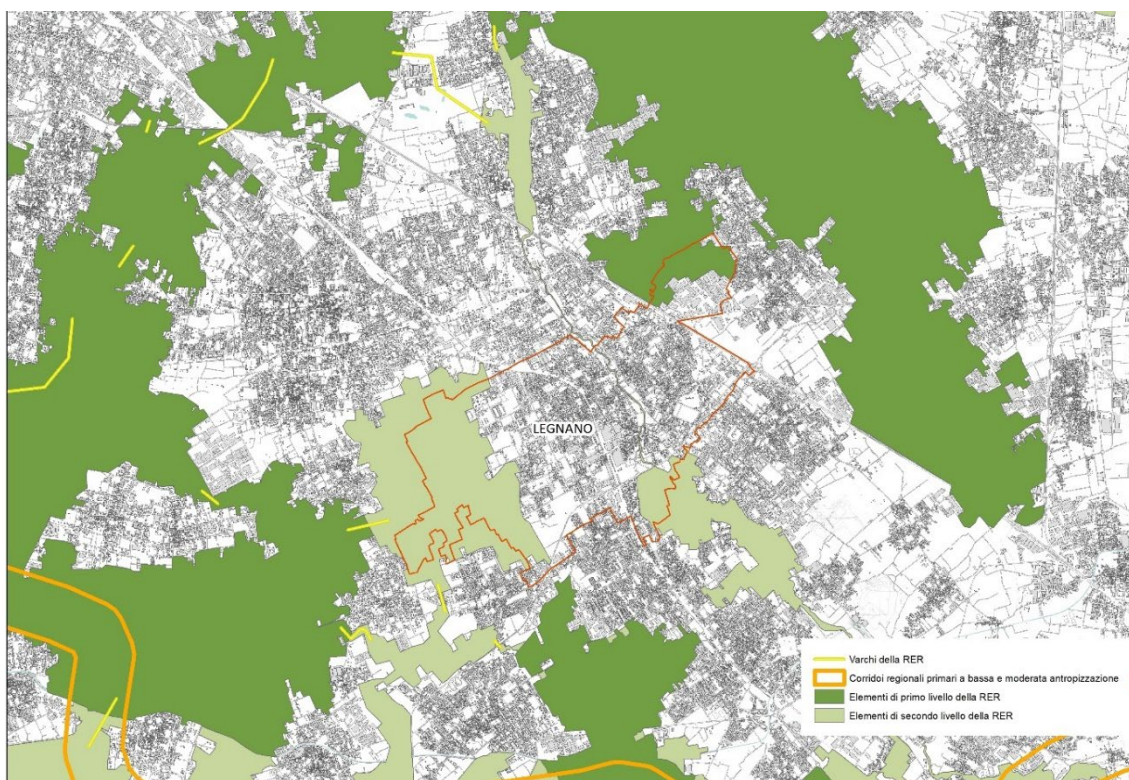 LEGNANO
Varchi della RER
Corridoi regionali primari a bassa e moderata antropizzazione
Elementi di primo livello della RER
Elementi di secondo livello della RER